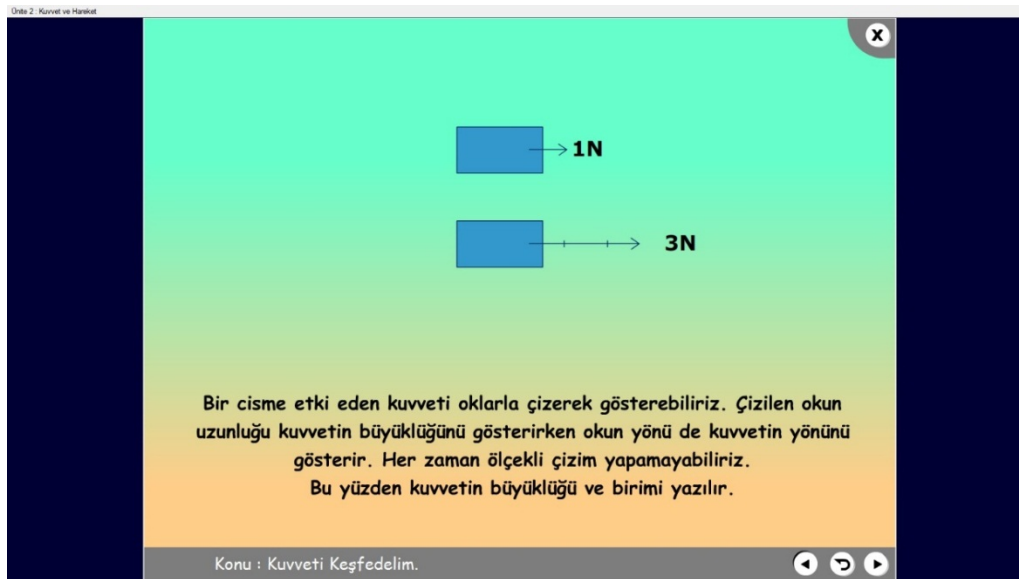 Ünite 2 : Kuvvet ve Hareket
X
1N
3N
Bir cisme etki eden kuvveti oklarla çizerek gösterebiliriz. Çizilen okun
uzunluğu kuvvetin büyüklüğünü gösterirken okun yönü de kuvvetin yönünü
gösterir. Her zaman ölçekli çizim yapamayabiliriz.
Bu yüzden kuvvetin büyüklüğü ve birimi yazılır.
Konu : Kuvveti Keşfedelim.